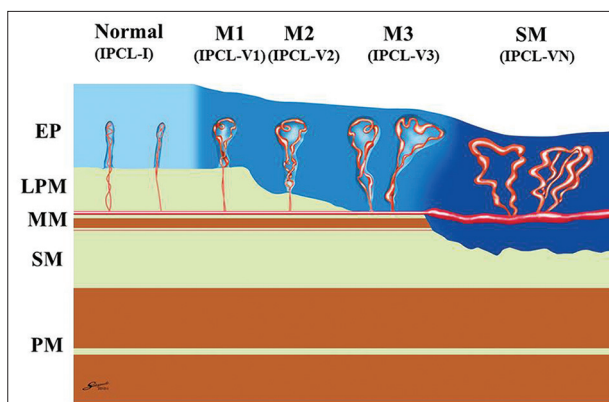 Normal M1 M2 M3 SM
(IPCL-I) (IPCL-V1) (IPCL-V2) (IPCL-V3) (IPCL-VN)
EP
LPM
MM
SM
PM